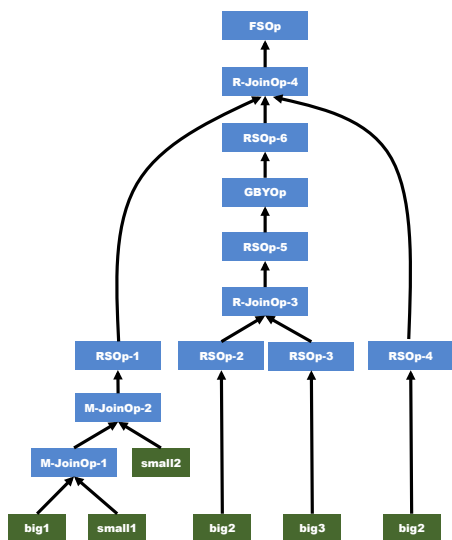 FSOp
R-JoinOp-4
RSOp-6
GBYOp
RSOp-5
R-JoinOp-3
RSOp-1
RSOp-2
RSOp-3
RSOp-4
M-JoinOp-2
M-JoinOp-1
small2
big1
small1
big2
big3
big2